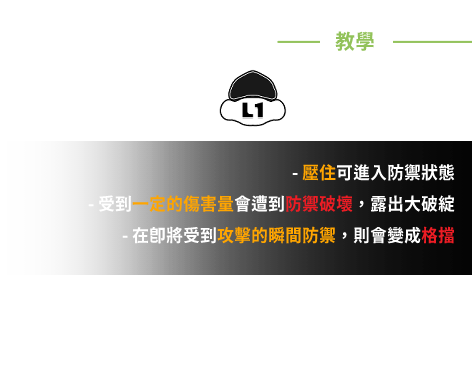 教學
L1
- 壓住可進入防禦狀態
- 受到一定的傷害量會遭到防禦破壞，露出大破綻
- 在即將受到攻擊的瞬間防禦，則會變成格擋